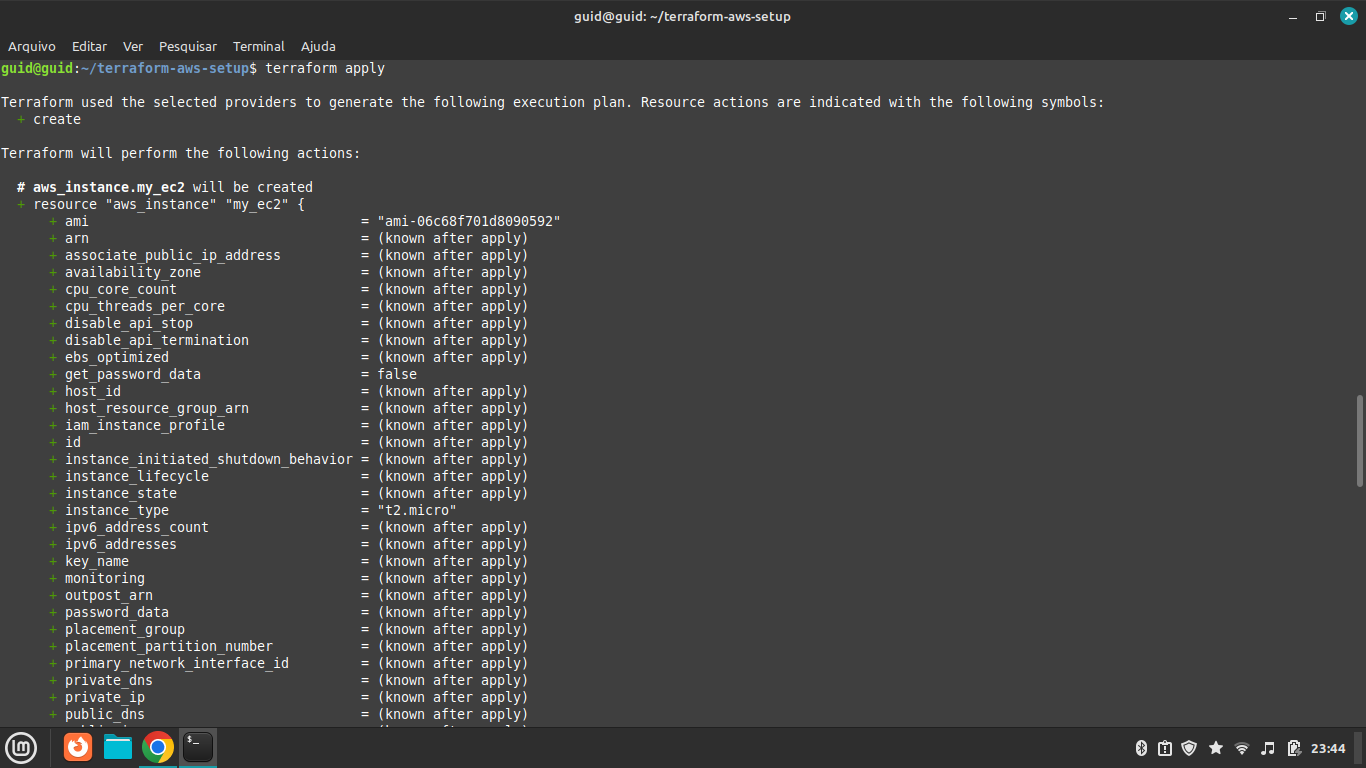 guid@guid: ~/terraform-aws-setup
Arquivo Editar Ver Pesquisar Terminal Ajuda
guid@guid:~/terraform-aws-setup$ terraform apply
Terraform used the selected providers to generate the following execution plan. Resource actions are indicated with the following symbols:
+ create
Terraform will perform the following actions:
# aws_instance.my_ec2 will be created
+ resource "aws_instance" "my_ec2" {
+ ami = "ami-06c68f701d8090592"
+ arn = (known after apply)
+ associate_public_ip_address = (known after apply)
+ availability_zone = (known after apply)
+ cpu_core_count = (known after apply)
+ cpu_threads_per_core = (known after apply)
+ disable_api_stop = (known after apply)
+ disable_api_termination = (known after apply)
+ ebs_optimized = (known after apply)
+ get_password_data = false
+ host_id = (known after apply)
+ host_resource_group_arn = (known after apply)
+ iam_instance_profile = (known after apply)
+ id = (known after apply)
+ instance_initiated_shutdown_behavior = (known after apply)
+ instance_lifecycle = (known after apply)
+ instance_state = (known after apply)
+ instance_type = "t2.micro"
+ ipv6_address_count = (known after apply)
+ ipv6_addresses = (known after apply)
+ key_name = (known after apply)
+ monitoring = (known after apply)
+ outpost_arn = (known after apply)
+ password_data = (known after apply)
+ placement_group = (known after apply)
+ placement_partition_number = (known after apply)
+ primary_network_interface_id = (known after apply)
+ private_dns = (known after apply)
+ private_ip = (known after apply)
+ public_dns = (known after apply)
$_
23:44